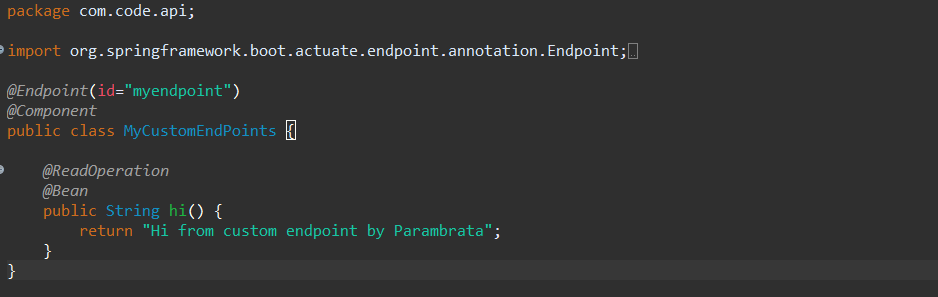 package com.code.api;
import org.springframework.boot.actuate.endpoint.annotation.Endpoint;
@Endpoint(id="myendpoint")
@Component
public class MyCustomEndPoints {
@ReadOperation
@Bean
public String hi() {
return "Hi from custom endpoint by Parambrata";
}
}